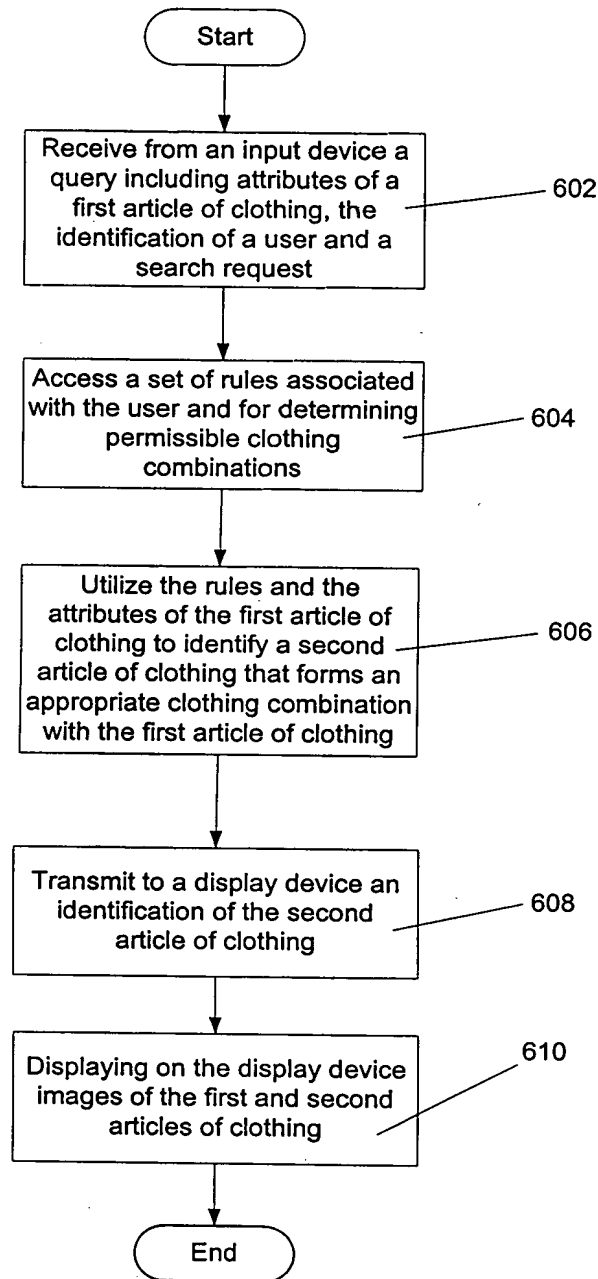 Start
Receive from an input device a
query including attributes of a
first article of clothing, the
identification of a user and a
search request
602
Access a set of rules associated
with the user and for determining
permissible clothing
combinations
604
Utilize the rules and the
attributes of the first article of
clothing to identify a second
article of clothing that forms an
appropriate clothing combination
with the first article of clothing
606
Transmit to a display device an
identification of the second
article of clothing
608
Displaying on the display device
images of the first and second
articles of clothing
610
End